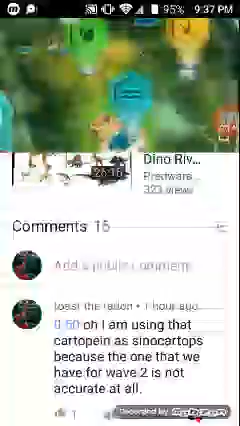 95% 9:37 PM
26:15
Dino Riv...
323 views
Comments 16
Add a public comment...
• 1 hour ago
0:50 oh I am using that
cartopein as sinocartops
because the one that we
have for wave 2 is not
accurate at all.
1
Recorded by